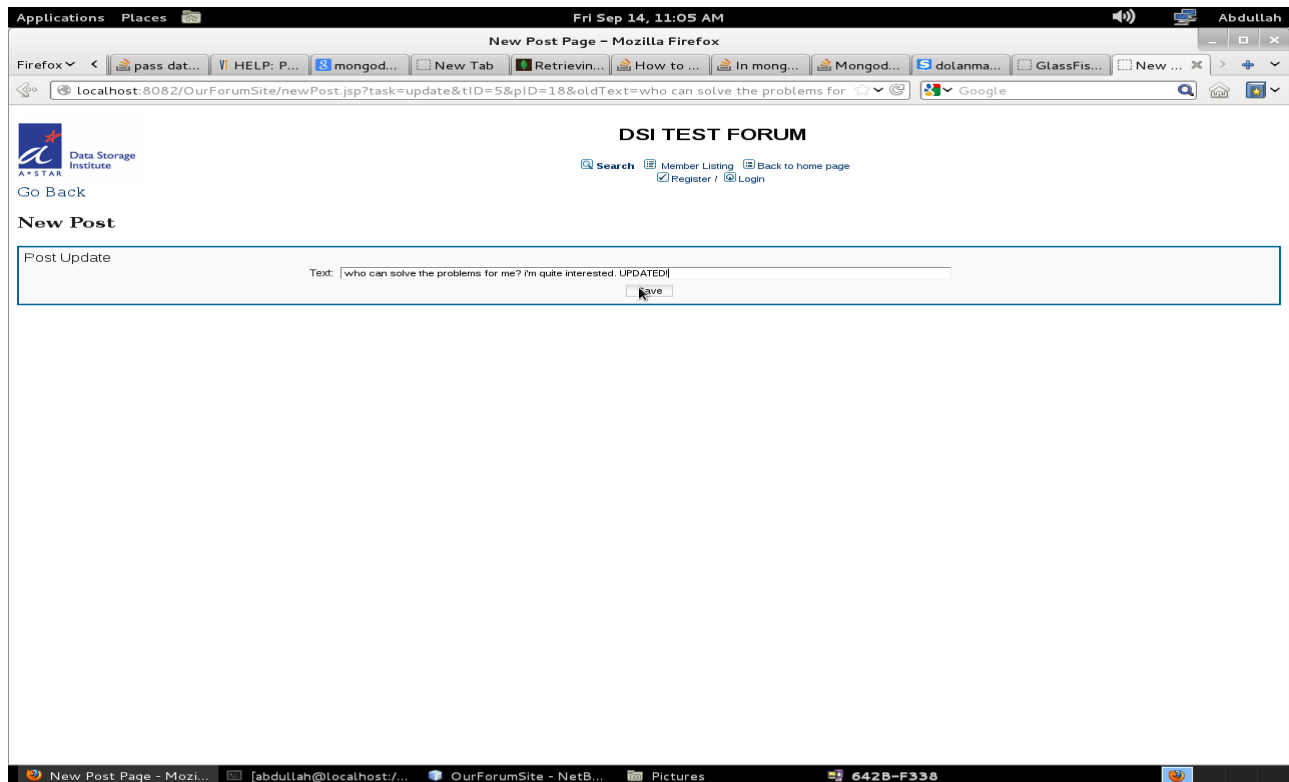 Applications Places Fri Sep 14, 11:05 AM Abdullah
New Post Page – Mozilla Firefox
Firefox < pass dat... HELP: P... mongod... New Tab Retrievin... How to ... In mong... Mongod... dolanma... GlassFis... New ... >
localhost:8082/OurForumSite/newPost.jsp?task=update&tID=5&pID=18&oldText=who can solve the problems for Google
Data Storage
Institute
A*STAR
DSI TEST FORUM
Search Member Listing Back to home page
Register / Login
Go Back
New Post
Post Update
Text: who can solve the problems for me? i'm quite interested. UPDATED!
Save
New Post Page - Mozi... [abdullah@localhost:/... OurForumSite - NetB... Pictures 642B-F338